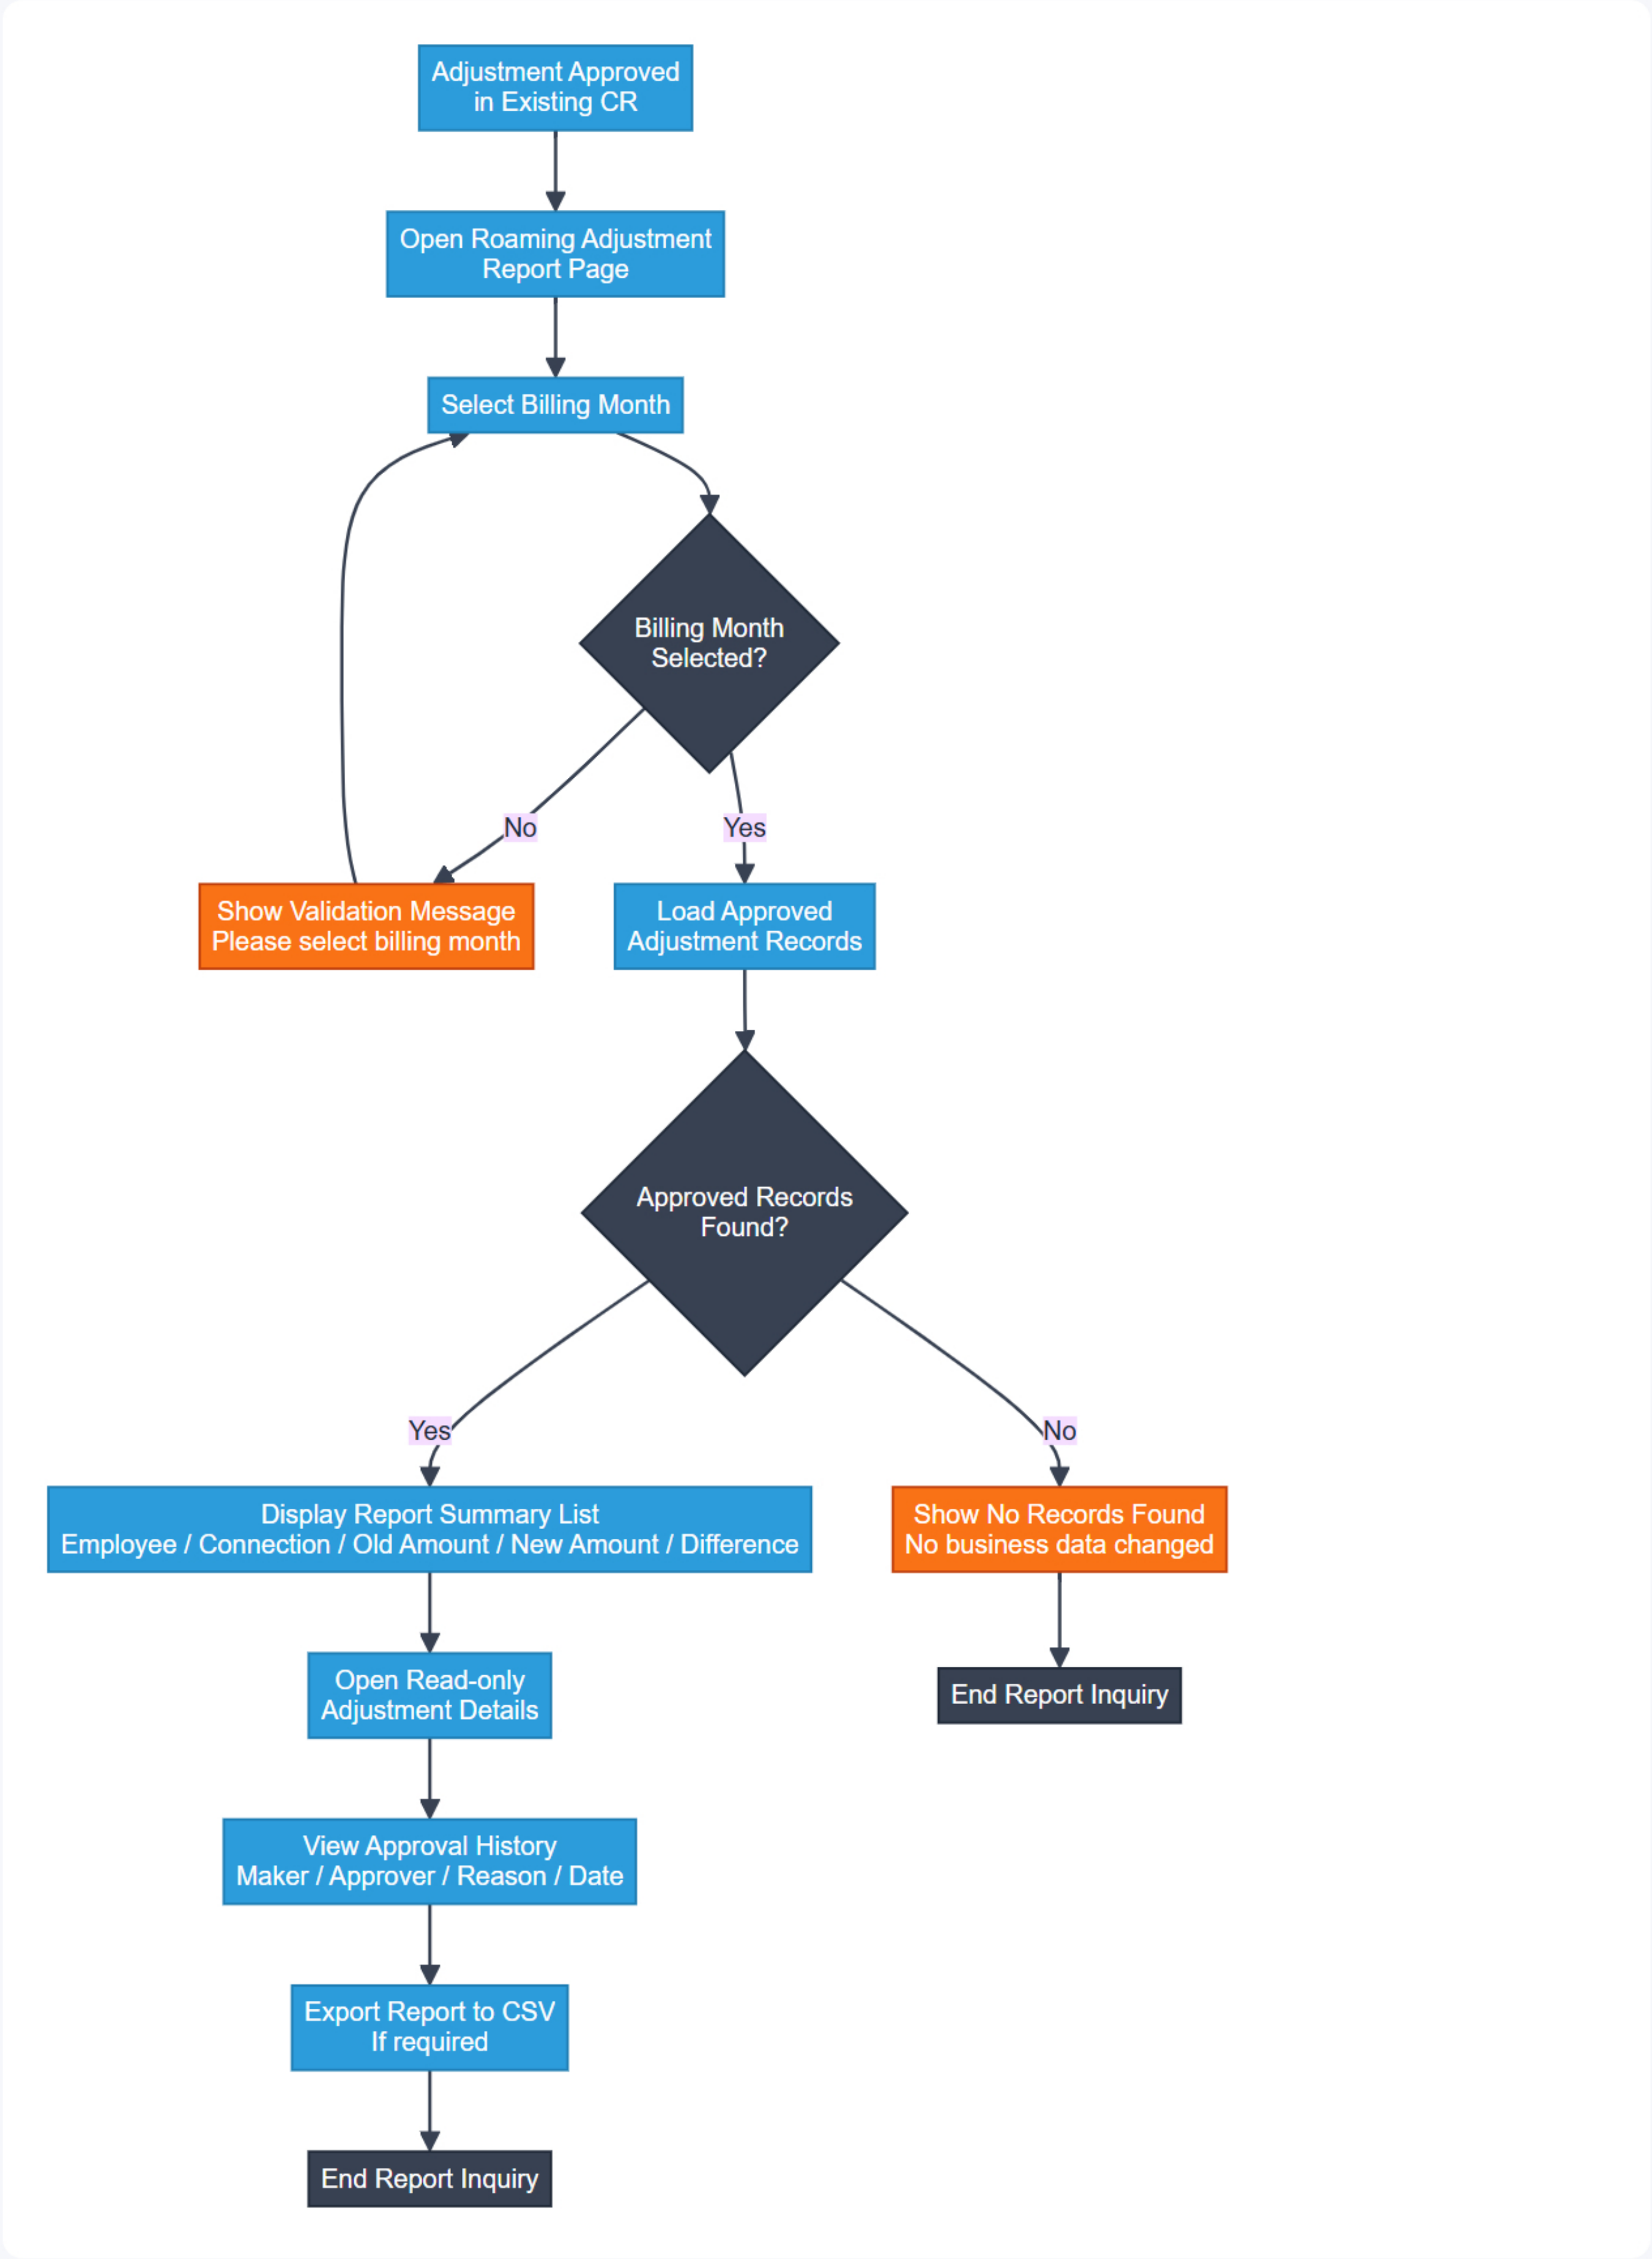 Adjustment Approved
in Existing CR
Open Roaming Adjustment
Report Page
Select Billing Month
Billing Month
Selected?
No
Yes
Show Validation Message
Please select billing month
Load Approved
Adjustment Records
Approved Records
Found?
Yes
No
Display Report Summary List
Employee / Connection / Old Amount / New Amount / Difference
Show No Records Found
No business data changed
Open Read-only
Adjustment Details
End Report Inquiry
View Approval History
Maker / Approver / Reason / Date
Export Report to CSV
If required
End Report Inquiry